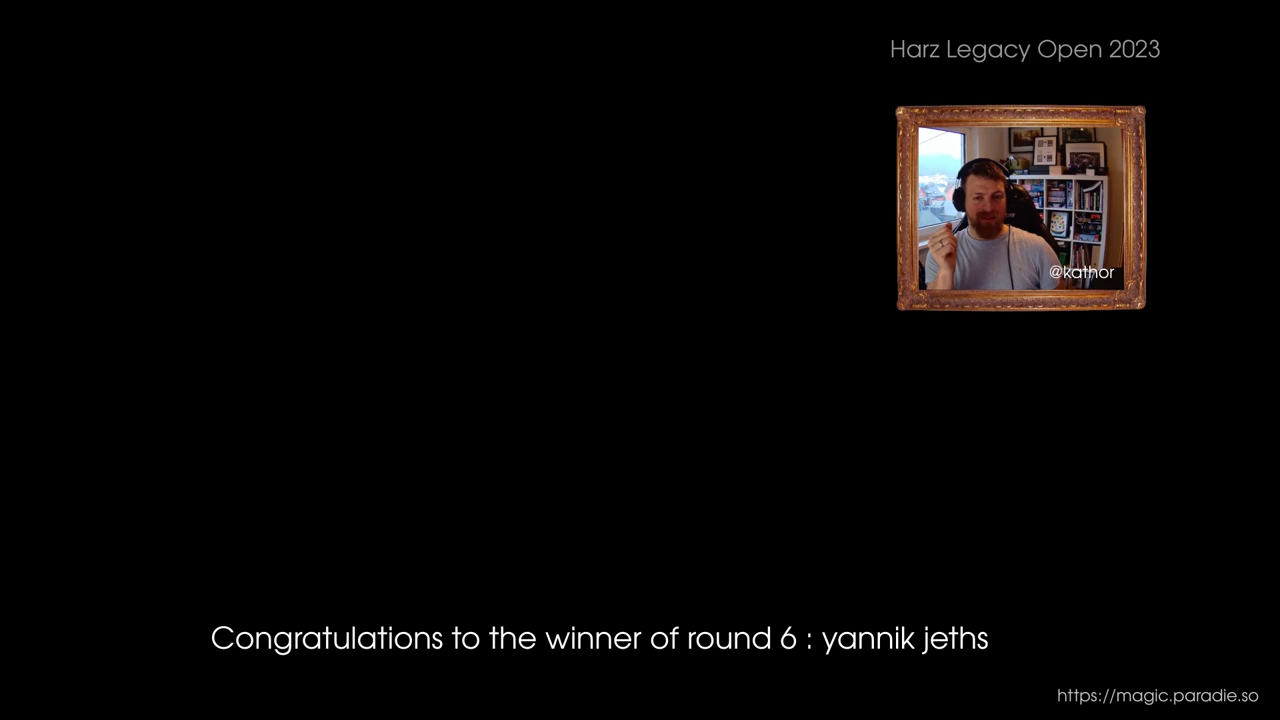 Harz Legacy Open 2023
@kathor
Congratulations to the winner of round 6 : yannik jeths
https://magic.paradie.so